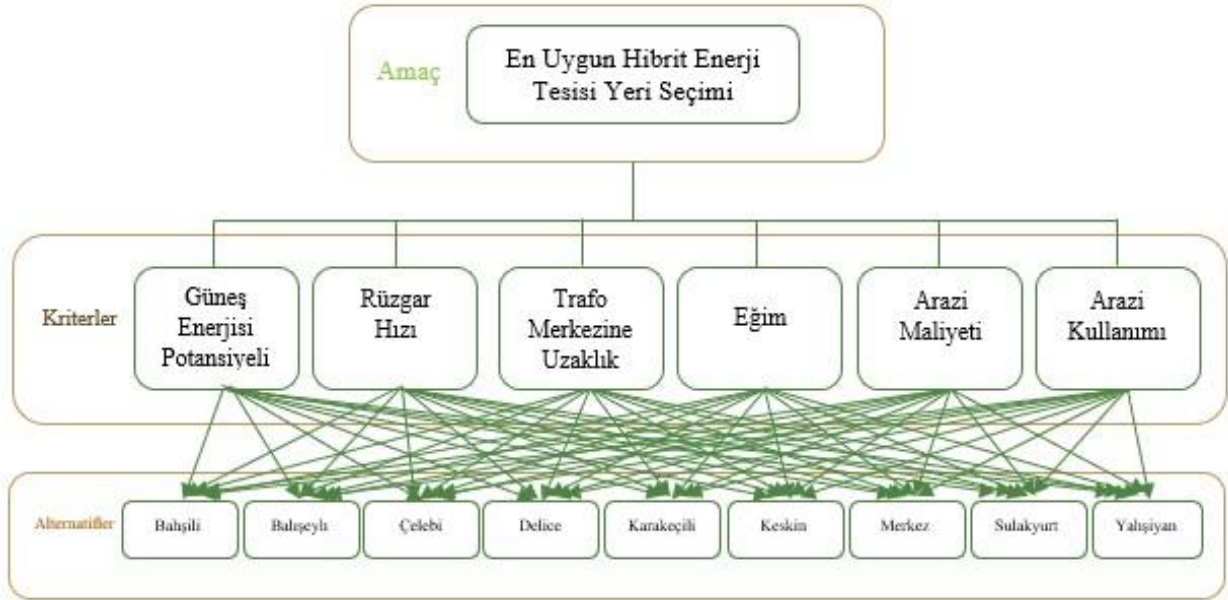 Amaç
En Uygun Hibrit Enerji
Tesisi Yeri Seçimi
Kriterler
Güneş
Enerjisi
Potansiyeli
Rüzgar
Hızı
Trafo
Merkezine
Uzaklık
Eğim
Arazi
Maliyeti
Arazi
Kullanımı
Alternatifler
Bahşili
Balışeyh
Çelebi
Delice
Karakeçili
Keskin
Merkez
Sulakyurt
Yahşiyan